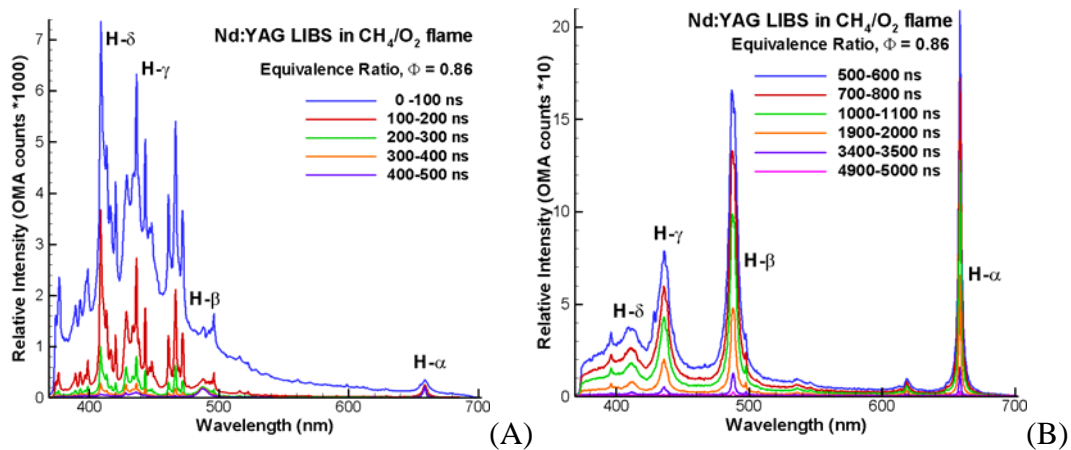 Nd:YAG LIBS in CH4/O2 flame
Equivalence Ratio, Φ = 0.86
0 -100 ns
100-200 ns
200-300 ns
300-400 ns
400-500 ns
H-δ
H-γ
H-β
H-α
Relative Intensity (OMA counts *1000)
7
6
5
4
3
2
1
0
400
500
600
700
Wavelength (nm)
(A)
Nd:YAG LIBS in CH4/O2 flame
Equivalence Ratio, Φ = 0.86
500-600 ns
700-800 ns
1000-1100 ns
1900-2000 ns
3400-3500 ns
4900-5000 ns
H-γ
H-β
H-δ
H-α
Relative Intensity (OMA counts *10)
20
15
10
5
0
400
500
600
700
Wavelength (nm)
(B)